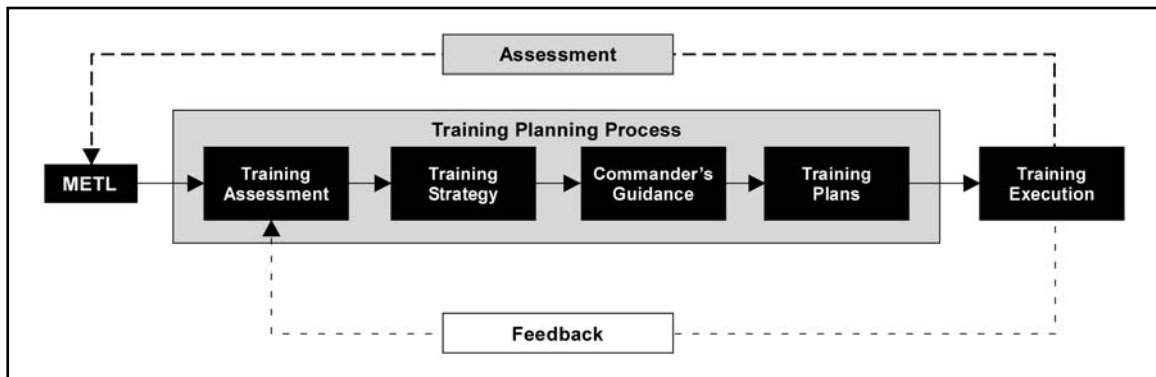 Assessment
Training Planning Process
METL
Training
Assessment
Training
Strategy
Commander's
Guidance
Training
Plans
Training
Execution
Feedback